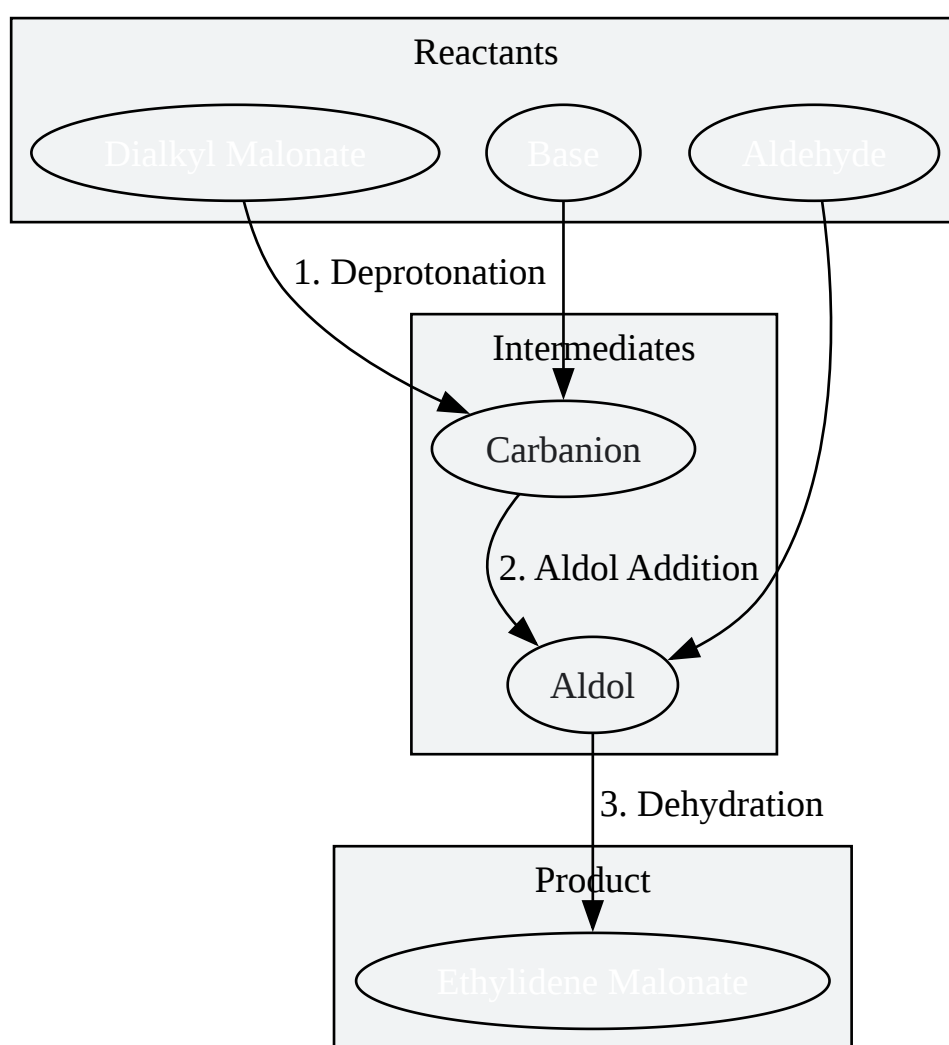 Reactants
Dialkyl Malonate
Base
Aldehyde
1. Deprotonation
Intermediates
Carbanion
2. Aldol Addition
Aldol
3. Dehydration
Product
Ethylidene Malonate